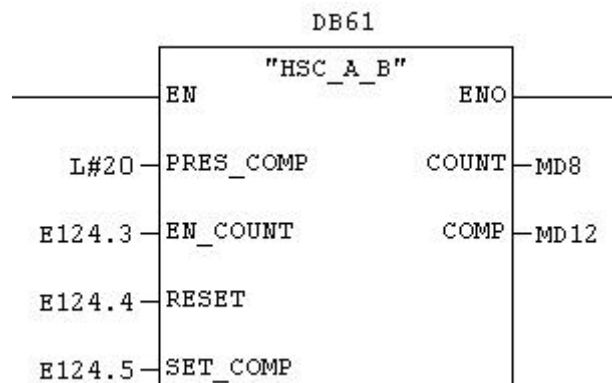 DB61
"HSC_A_B"
EN ENO
L#20 PRES_COMP COUNT MD8
E124.3 EN_COUNT COMP MD12
E124.4 RESET
E124.5 SET_COMP